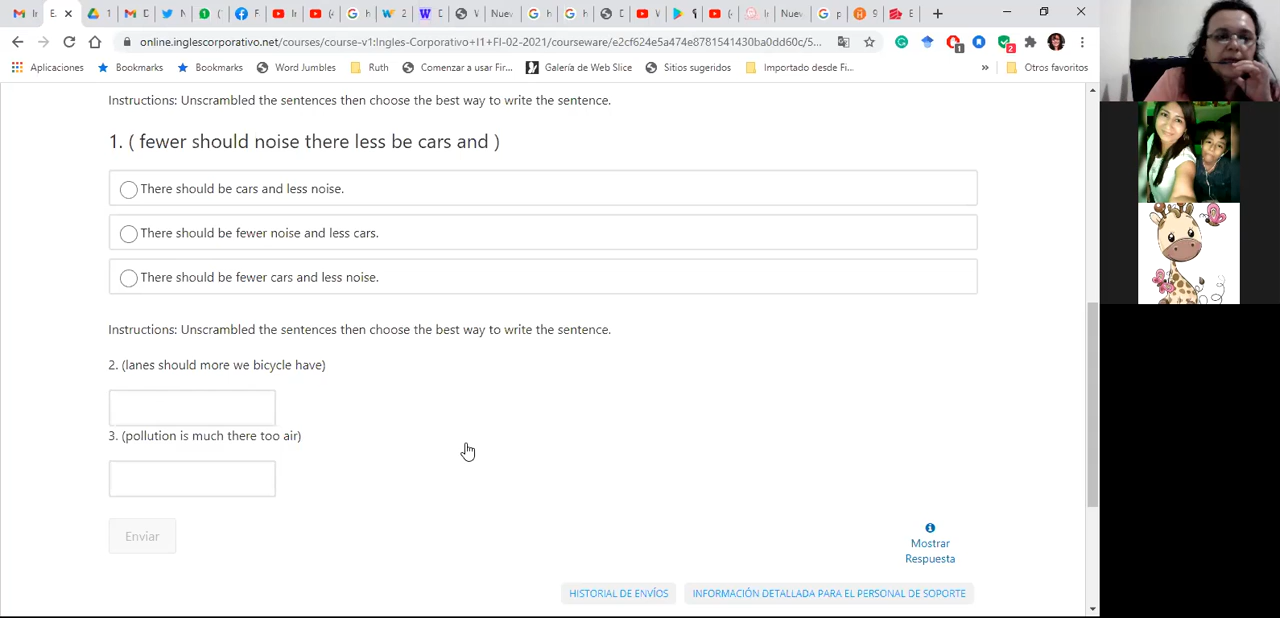 online.inglescorporativo.net/courses/course-v1:Ingles-Corporativo+I1+FI-02-2021/courseware/e2cf624e5a474e8781541430ba0dd60c/5...
Aplicaciones
Bookmarks
Bookmarks
Word Jumbles
Ruth
Comenzar a usar Fir...
Galería de Web Slice
Sitios sugeridos
Importado desde Fi...
»
Otros favoritos
Instructions: Unscrambled the sentences then choose the best way to write the sentence.
1. ( fewer should noise there less be cars and )
There should be cars and less noise.
There should be fewer noise and less cars.
There should be fewer cars and less noise.
Instructions: Unscrambled the sentences then choose the best way to write the sentence.
2. (lanes should more we bicycle have)
3. (pollution is much there too air)
Enviar
Mostrar
Respuesta
HISTORIAL DE ENVÍOS
INFORMACIÓN DETALLADA PARA EL PERSONAL DE SOPORTE